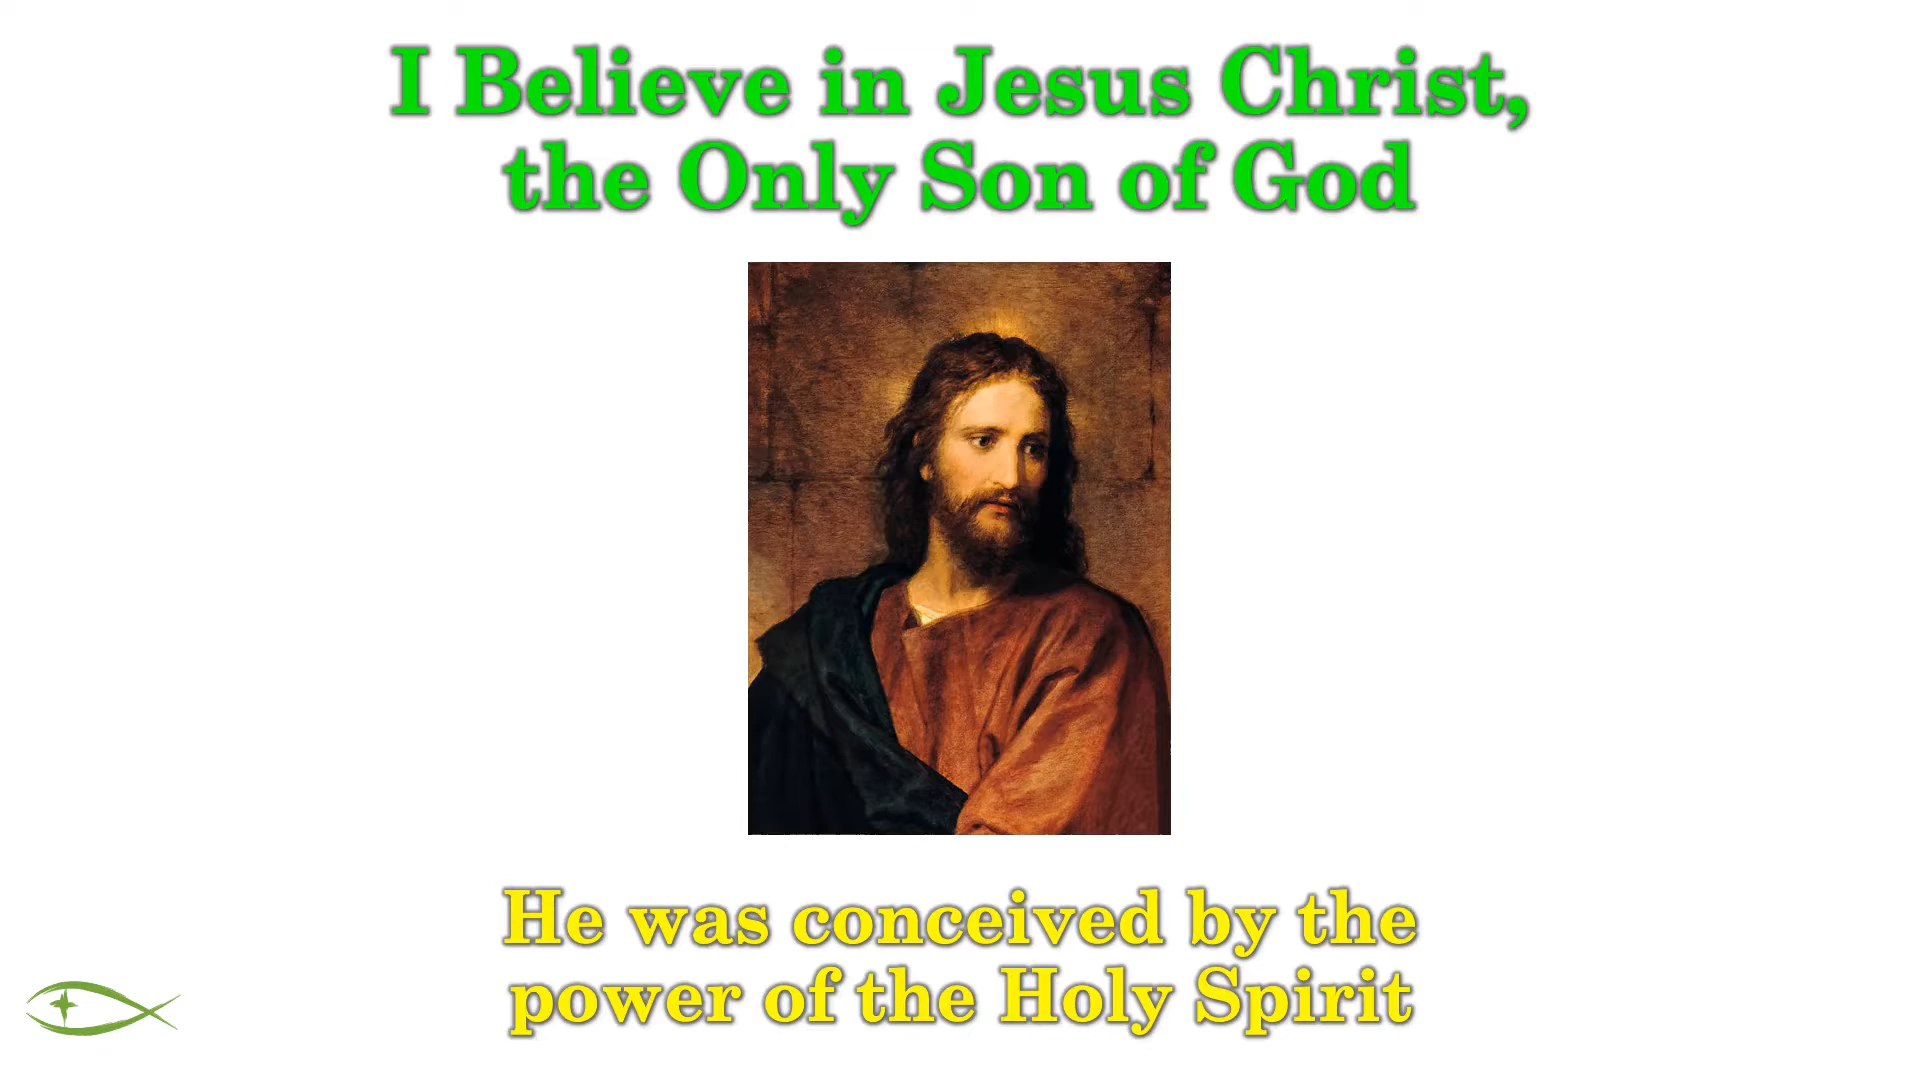 I Believe in Jesus Christ,
the Only Son of God
He was conceived by the
power of the Holy Spirit